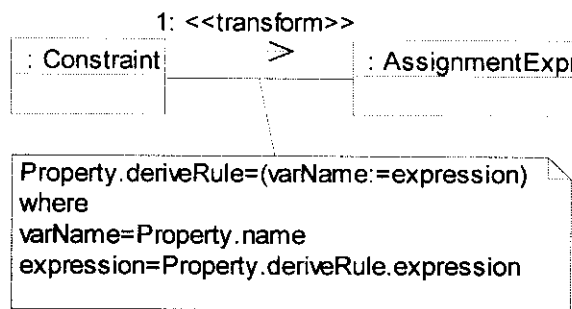 1: <<transform>>
: Constraint
: AssignmentExpr
Property.deriveRule=(varName:=expression)
where
varName=Property.name
expression=Property.deriveRule.expression